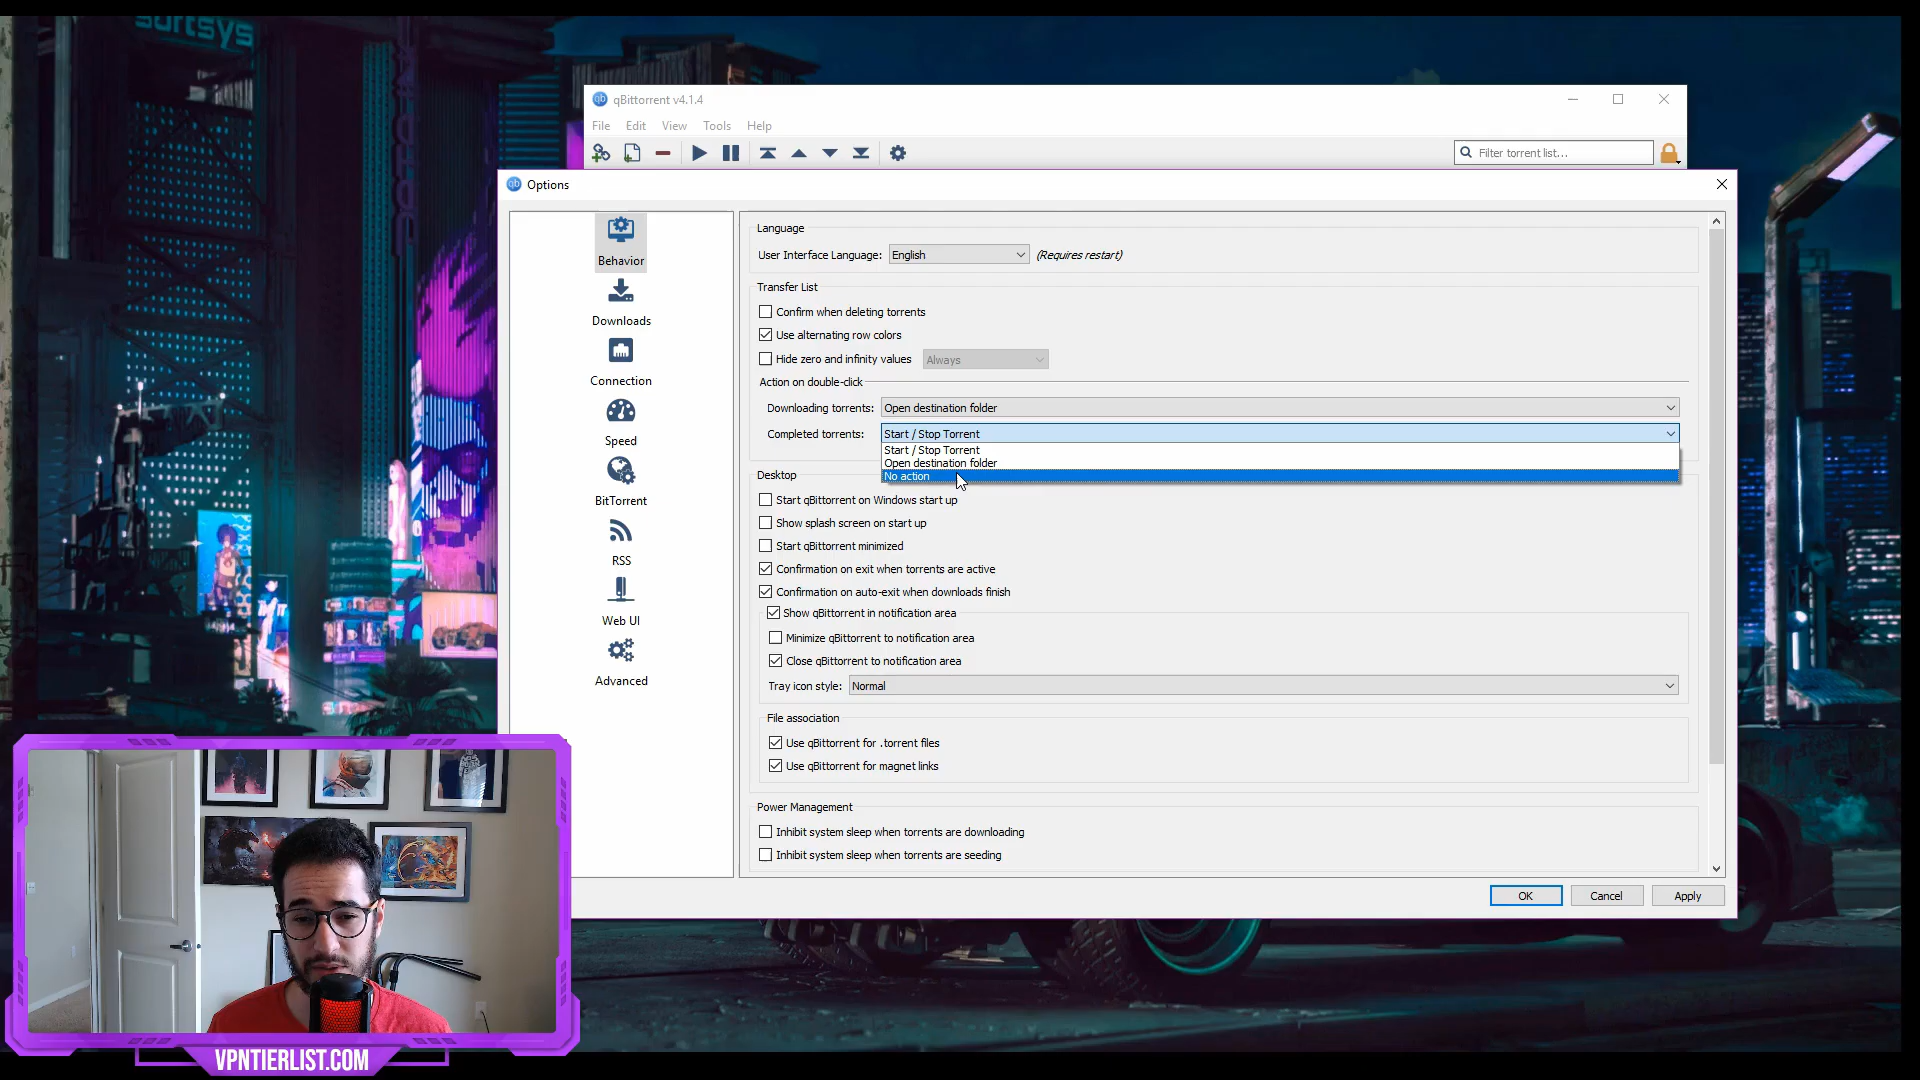 surtsys
qBittorrent v4.1.4
File Edit View Tools Help
Filter torrent list...
Options
Behavior
Downloads
Connection
Speed
BitTorrent
RSS
Web UI
Advanced
Language
User Interface Language: English (Requires restart)
Transfer List
Confirm when deleting torrents
Use alternating row colors
Hide zero and infinity values Always
Action on double-click
Downloading torrents: Open destination folder
Completed torrents: Start / Stop Torrent
Start / Stop Torrent
Open destination folder
No action
Desktop
Start qBittorrent on Windows start up
Show splash screen on start up
Start qBittorrent minimized
Confirmation on exit when torrents are active
Confirmation on auto-exit when downloads finish
Show qBittorrent in notification area
Minimize qBittorrent to notification area
Close qBittorrent to notification area
Tray icon style: Normal
File association
Use qBittorrent for .torrent files
Use qBittorrent for magnet links
Power Management
Inhibit system sleep when torrents are downloading
Inhibit system sleep when torrents are seeding
OK Cancel Apply
VPNTIERLIST.COM